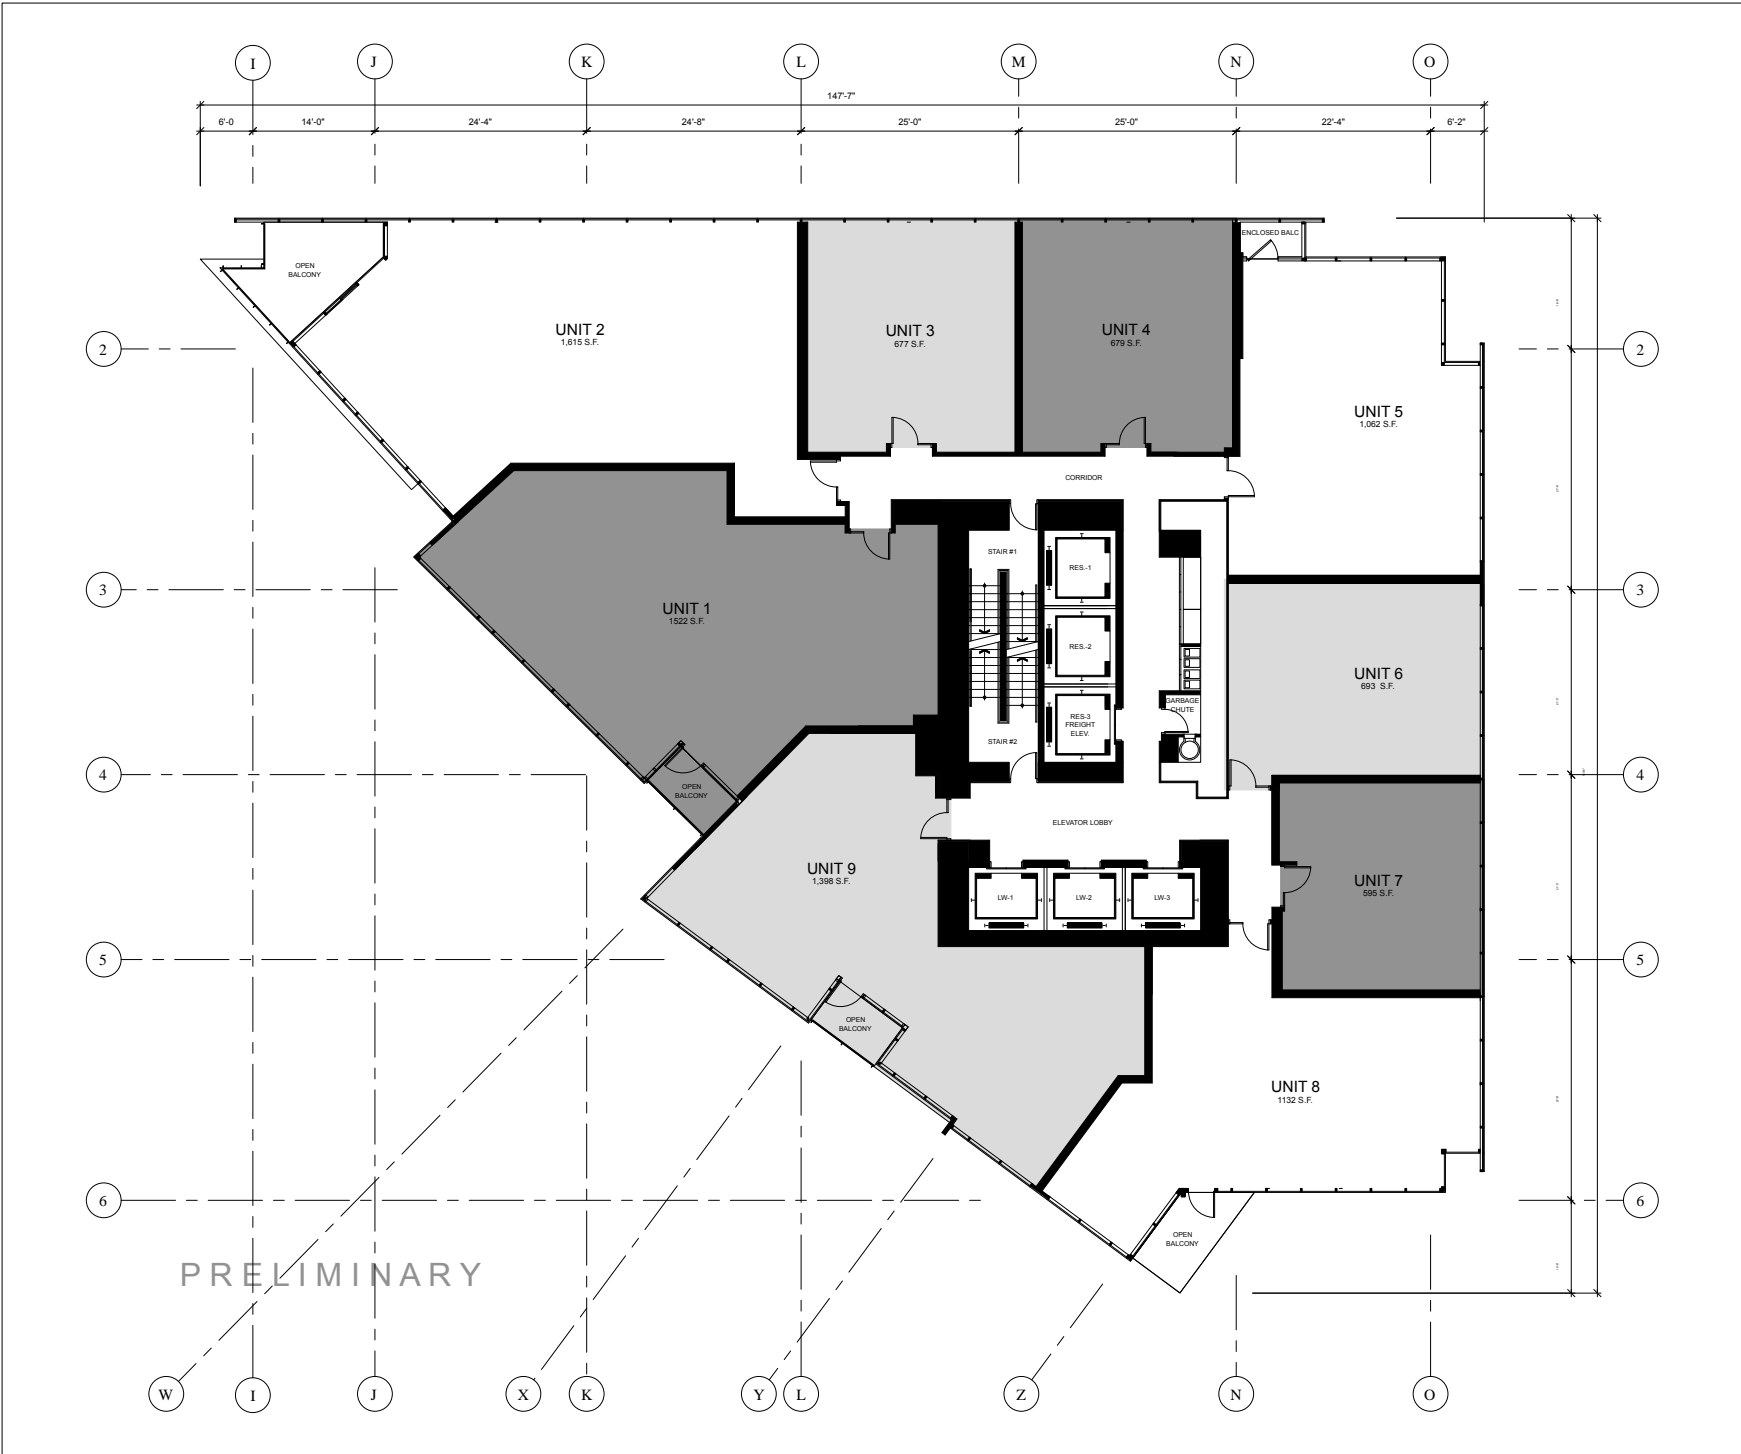 I
J
K
L
M
N
O
147'-7"
6'-0
14'-0"
24'-4"
24'-8"
25'-0"
25'-0"
22'-4"
6'-2"
ENCLOSED BALC
OPEN
BALCONY
UNIT 2
1,615 S.F.
UNIT 3
677 S.F.
UNIT 4
679 S.F.
2
2
UNIT 5
1,062 S.F.
CORRIDOR
STAIR #1
RES.-1
3
3
UNIT 1
1522 S.F.
RES.-2
UNIT 6
693 S.F.
GARBAGE
CHUTE
RES-3
FREIGHT
ELEV.
STAIR #2
4
4
OPEN
BALCONY
ELEVATOR LOBBY
UNIT 9
1,398 S.F.
UNIT 7
595 S.F.
LW-1
LW-2
LW-3
5
5
OPEN
BALCONY
UNIT 8
1132 S.F.
6
6
OPEN
BALCONY
PRELIMINARY
W
I
J
X
K
Y
L
Z
N
O